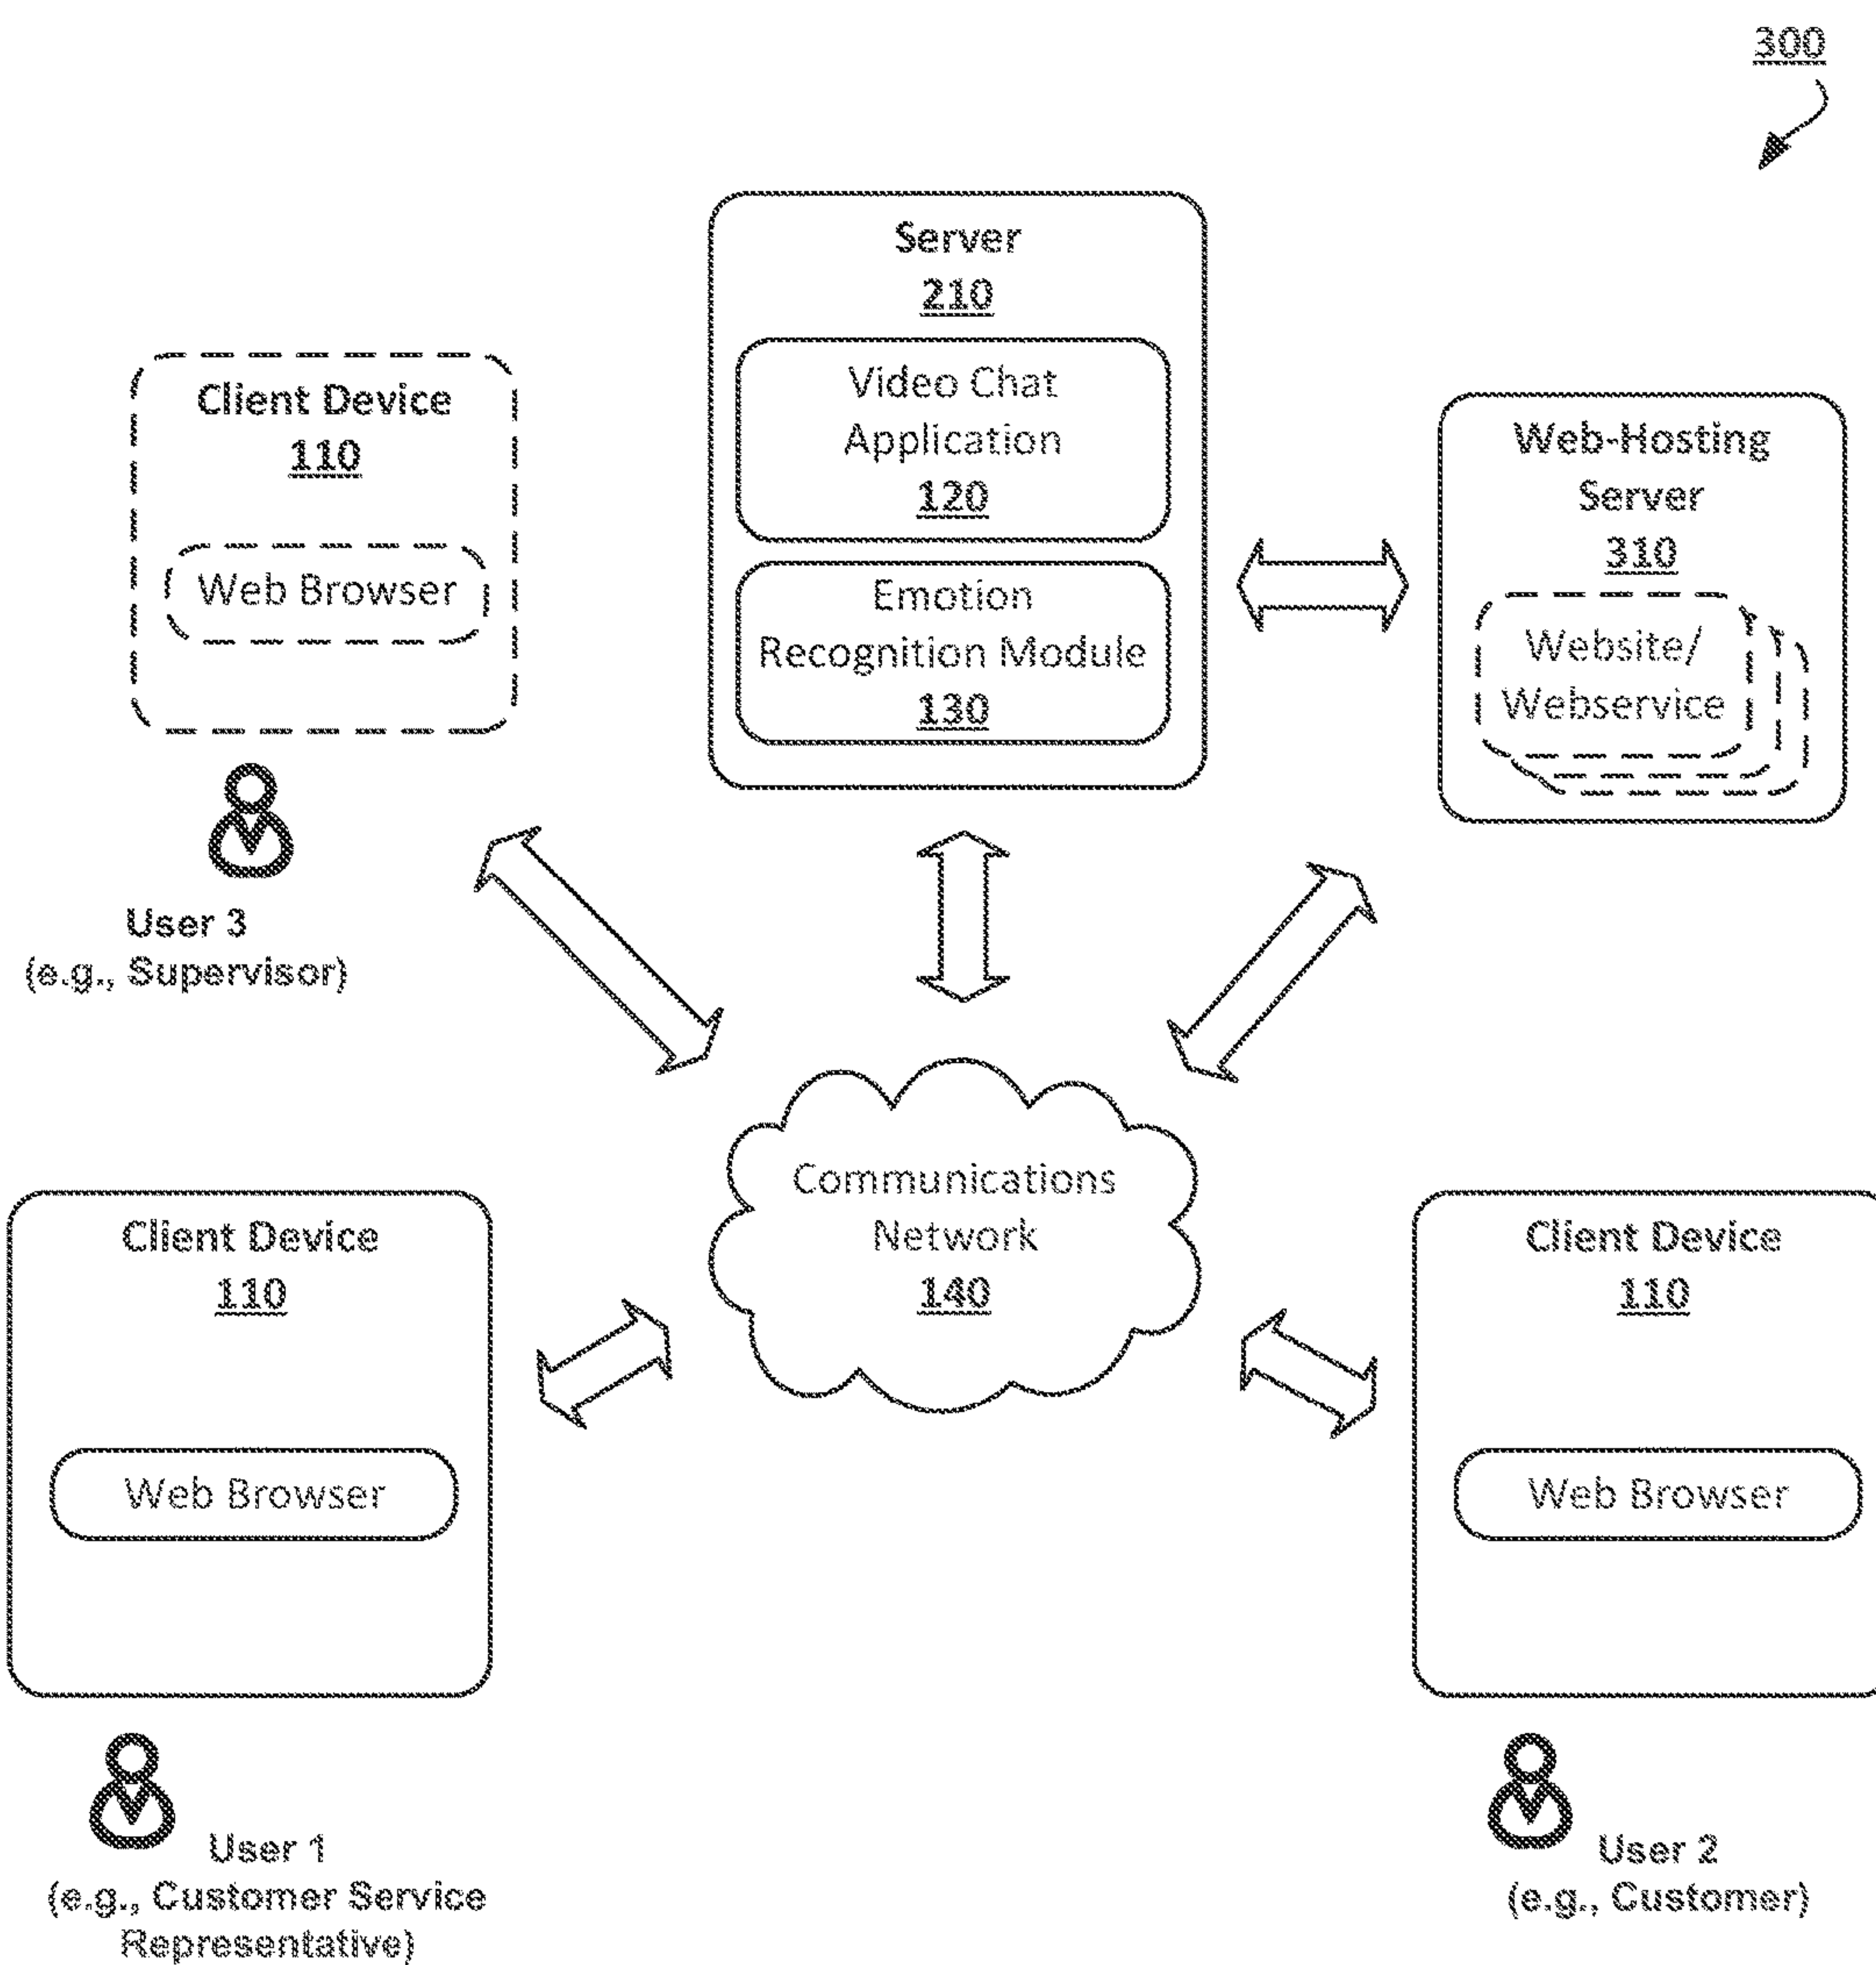 300
Server
210
Video Chat
Application
120
Emotion
Recognition Module
130
Client Device
110
Web Browser
Web-Hosting
Server
310
Website/
Webservice
User 3
(e.g., Supervisor)
Communications
Network
140
Client Device
110
Web Browser
Client Device
110
Web Browser
User 1
(e.g., Customer Service
Representative)
User 2
(e.g., Customer)